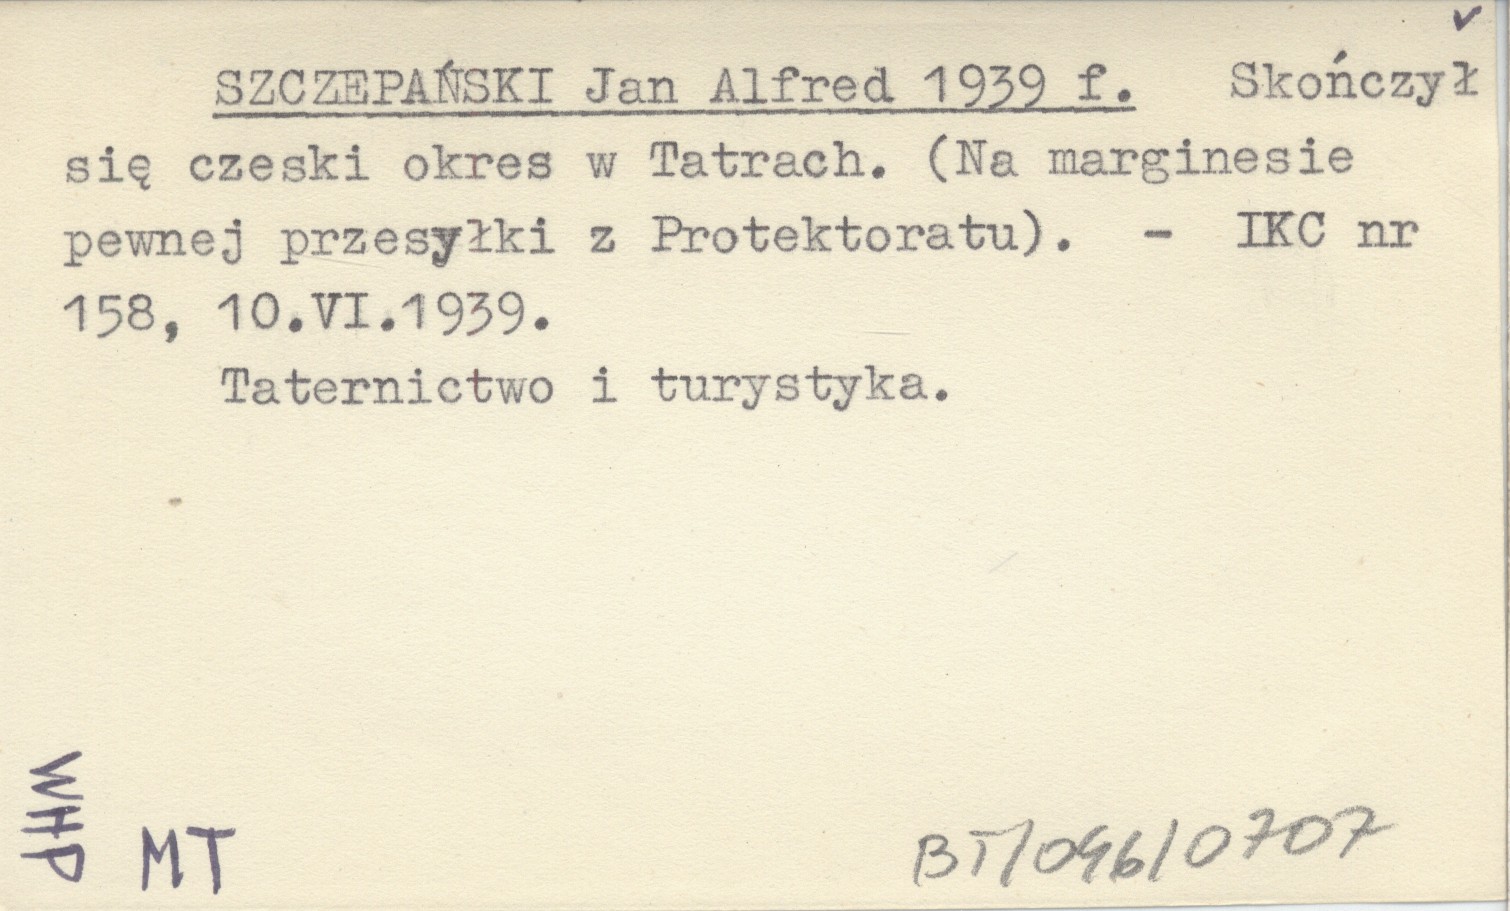 SZCZEPAŃSKI Jan Alfred 1939 f. Skończył
się czeski okres w Tatrach. (Na marginesie
pewnej przesyłki z Protektoratu). - IKC nr
158, 10.VI.1939.
Taternictwo i turystyka.
WHP
MT
BT/096/0707